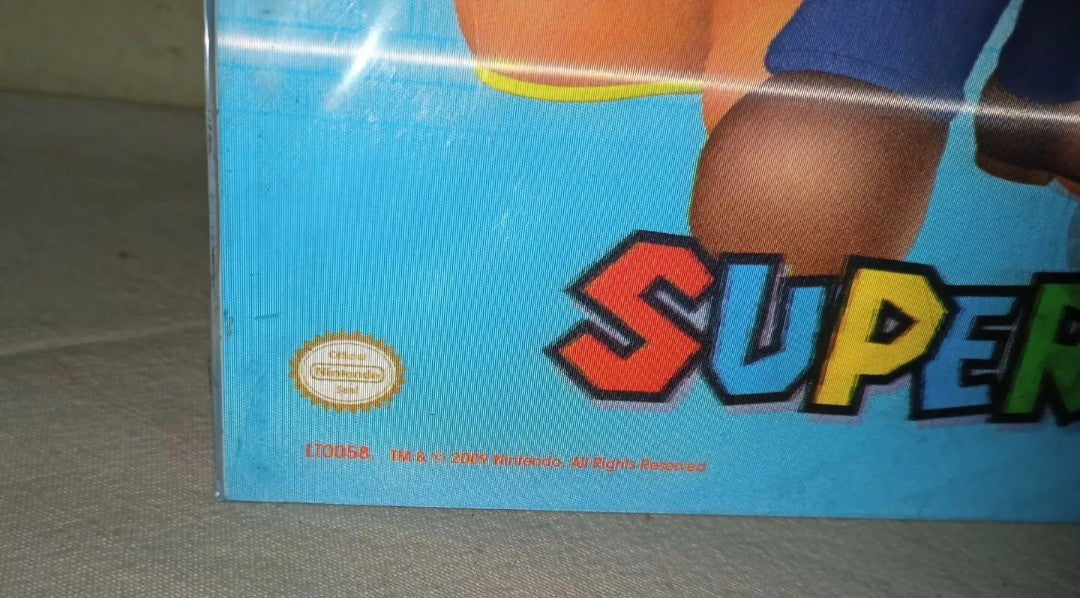 SUPER
Official
Nintendo
Seal
LT0058 TM & © 2009 Nintendo. All Rights Reserved